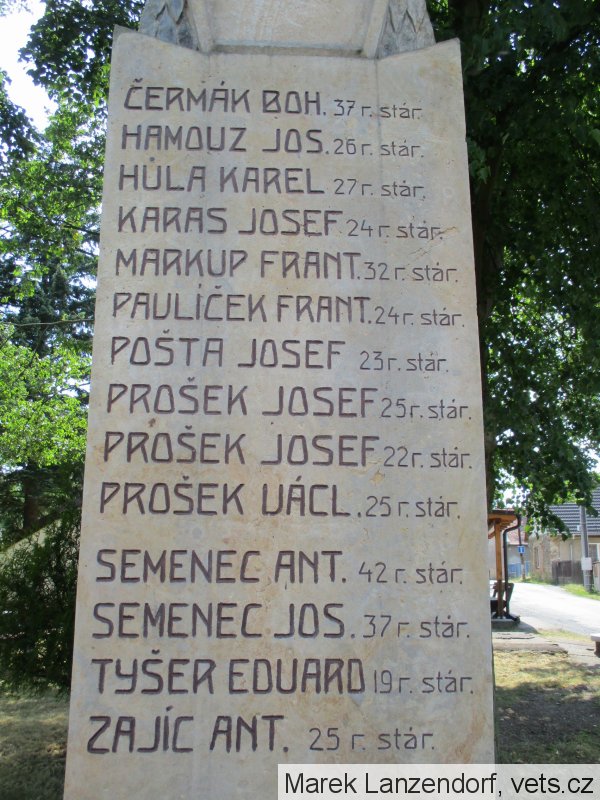 ČERMÁK BOH. 37 r. stár.
HAMOUZ JOS. 26 r. stár.
HŮLA KAREL 27 r. stár.
KARAS JOSEF 24 r. stár.
MARKUP FRANT. 32 r. stár.
PAULÍČEK FRANT. 24 r. stár.
POŠTA JOSEF 23 r. stár.
PROŠEK JOSEF 25 r. stár.
PROŠEK JOSEF 22 r. stár.
PROŠEK VÁCL. 25 r. stár.
SEMENEC ANT. 42 r. stár.
SEMENEC JOS. 37 r. stár.
TYŠER EDUARD 19 r. stár.
ZAJÍC ANT. 25 r. stár.
Marek Lanzendorf, vets.cz